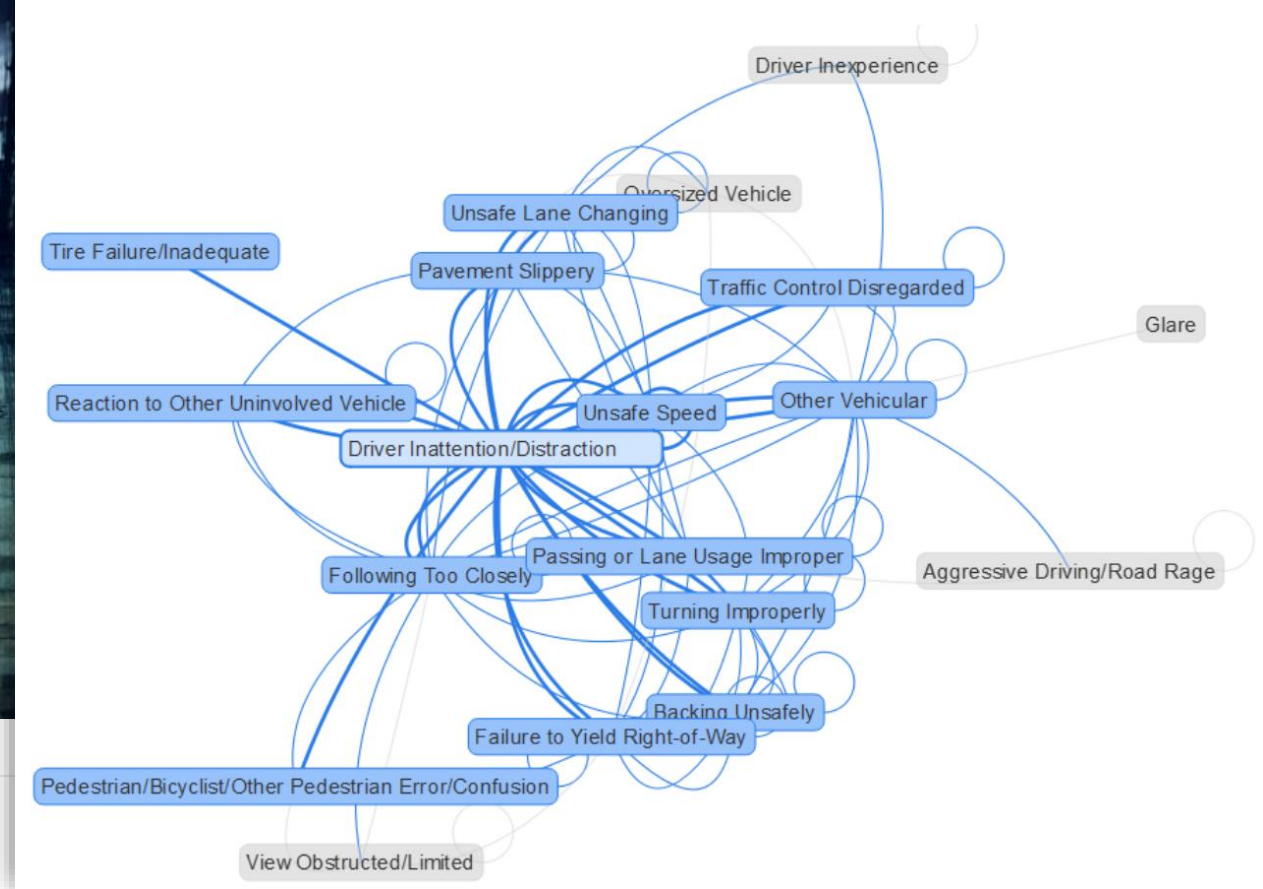 Driver Inexperience
Oversized Vehicle
Unsafe Lane Changing
Tire Failure/Inadequate
Pavement Slippery
Traffic Control Disregarded
Glare
Reaction to Other Uninvolved Vehicle
Unsafe Speed
Other Vehicular
Driver Inattention/Distraction
Passing or Lane Usage Improper
Following Too Closely
Aggressive Driving/Road Rage
Turning Improperly
Backing Unsafely
Failure to Yield Right-of-Way
Pedestrian/Bicyclist/Other Pedestrian Error/Confusion
View Obstructed/Limited